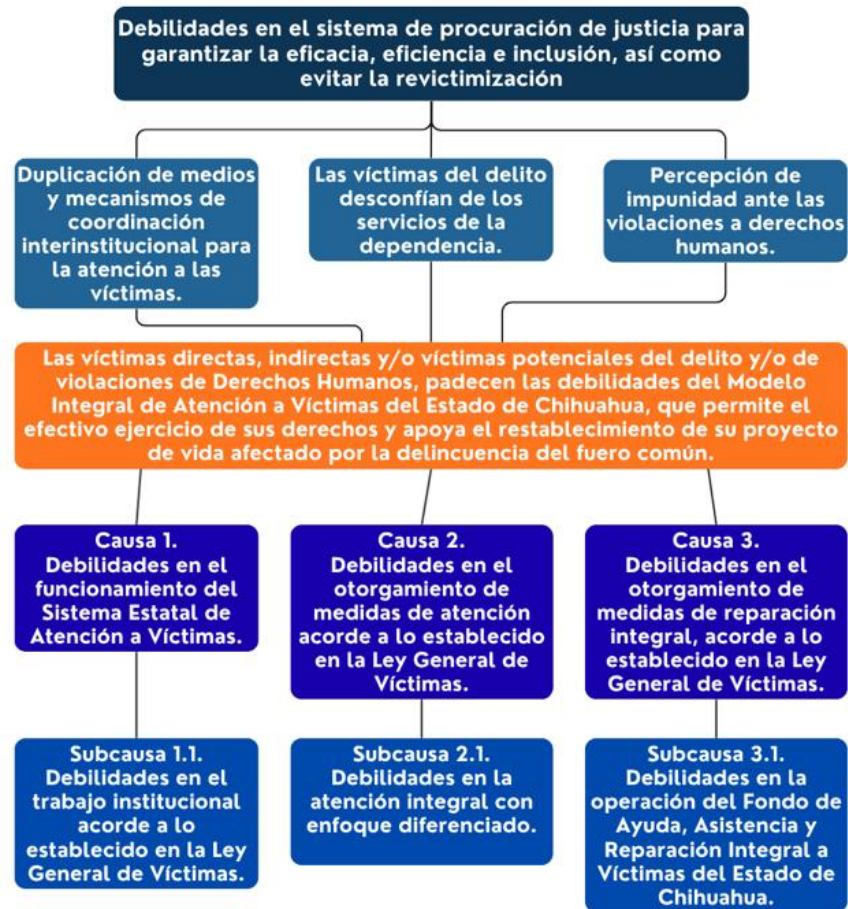 Debilidades en el sistema de procuración de justicia para
garantizar la eficacia, eficiencia e inclusión, así como
evitar la revictimización
Duplicación de medios
y mecanismos de
coordinación
interinstitucional para
la atención a las
víctimas.
Las víctimas del delito
desconfían de los
servicios de la
dependencia.
Percepción de
impunidad ante las
violaciones a derechos
humanos.
Las víctimas directas, indirectas y/o víctimas potenciales del delito y/o de
violaciones de Derechos Humanos, padecen las debilidades del Modelo
Integral de Atención a Víctimas del Estado de Chihuahua, que permite el
efectivo ejercicio de sus derechos y apoya el restablecimiento de su proyecto
de vida afectado por la delincuencia del fuero común.
Causa 1.
Debilidades en el
funcionamiento del
Sistema Estatal de
Atención a Víctimas.
Causa 2.
Debilidades en el
otorgamiento de
medidas de atención
acorde a lo establecido
en la Ley General de
Víctimas.
Causa 3.
Debilidades en el
otorgamiento de
medidas de reparación
integral, acorde a lo
establecido en la Ley
General de Víctimas.
Subcausa 1.1.
Debilidades en el
trabajo institucional
acorde a lo
establecido en la Ley
General de Víctimas.
Subcausa 2.1.
Debilidades en la
atención integral con
enfoque diferenciado.
Subcausa 3.1.
Debilidades en la
operación del Fondo de
Ayuda, Asistencia y
Reparación Integral a
Víctimas del Estado de
Chihuahua.